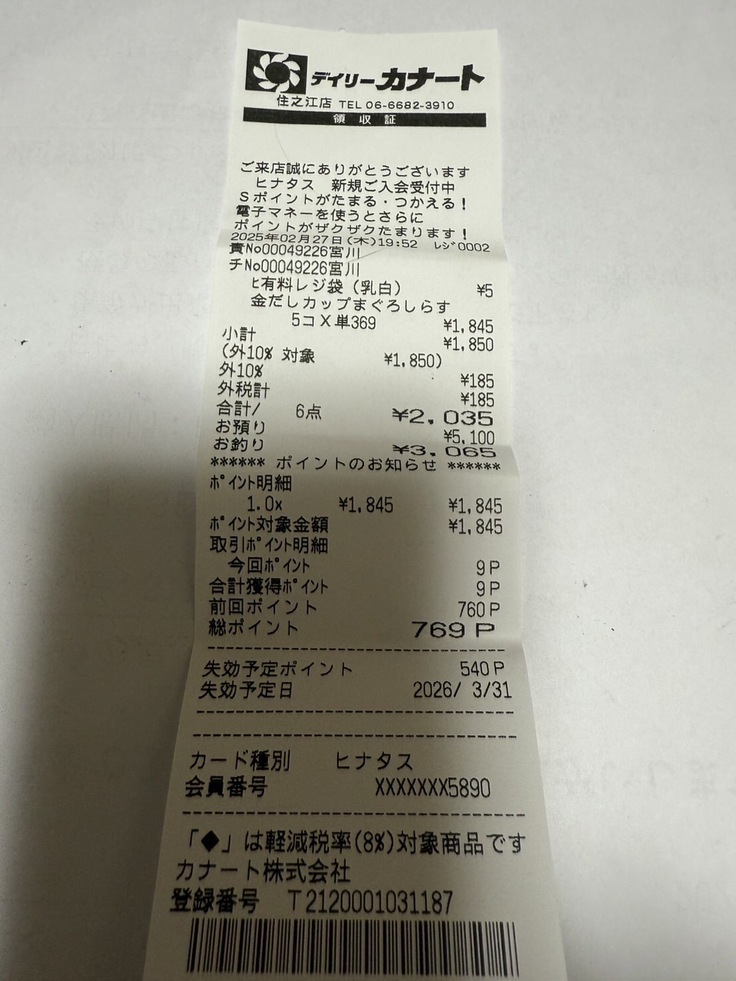 デイリーカナート
住之江店 TEL 06-6682-3910
領収証
ご来店誠にありがとうございます
ヒナタス 新規ご入会受付中
Sポイントがたまる・つかえる!
電子マネーを使うとさらに
ポイントがザクザクたまります!
2025年02月27日(木)19:52 ﾚｼﾞ0002
責No00049226宮川
チNo00049226宮川
ﾋ有料レジ袋(乳白) ¥5
金だしカップまぐろしらす
5コX単369 ¥1,845
小計 ¥1,850
(外10% 対象 ¥1,850)
外10% ¥185
外税計 ¥185
合計/ 6点 ¥2,035
お預り ¥5,100
お釣り ¥3,065
****** ポイントのお知らせ ******
ﾎﾟｲﾝﾄ明細
1.0x ¥1,845 ¥1,845
ﾎﾟｲﾝﾄ対象金額 ¥1,845
取引ﾎﾟｲﾝﾄ明細
今回ﾎﾟｲﾝﾄ 9P
合計獲得ﾎﾟｲﾝﾄ 9P
前回ポイント 760P
総ポイント 769P
失効予定ポイント 540P
失効予定日 2026/ 3/31
カード種別 ヒナタス
会員番号 XXXXXXX5890
「◆」は軽減税率(8%)対象商品です
カナート株式会社
登録番号 T2120001031187